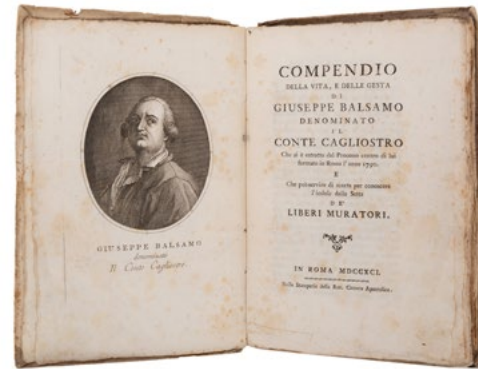 GIUSEPPE BALSAMO
denominato
Il Conte Cagliostro
COMPENDIO
DELLA VITA, E DELLE GESTA
DI
GIUSEPPE BALSAMO
DENOMINATO
IL
CONTE CAGLIOSTRO
Che si è estratto dal Processo contro di lui
formato in Roma l'anno 1790.
E
Che può servire di scorta per conoscere
l'indole della Setta
DE'
LIBERI MURATORI.
IN ROMA MDCCXCI.
Nella Stamperia della Rev. Camera Apostolica.